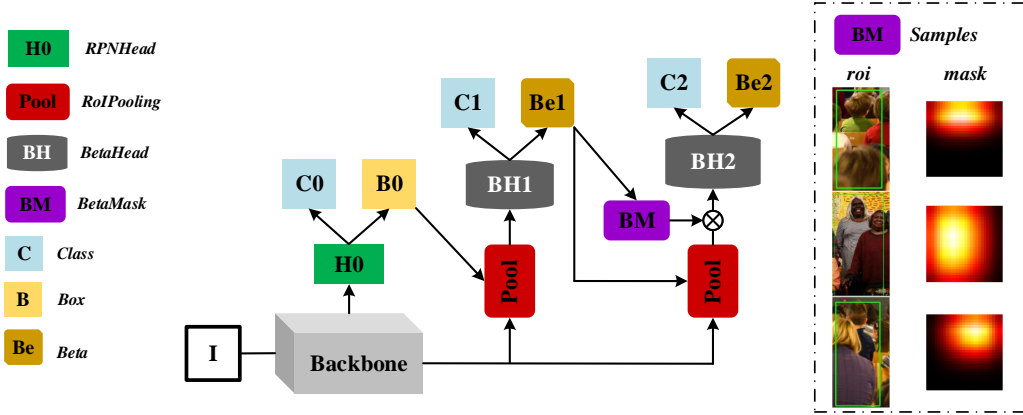 H0 RPNHead
Pool RoIPooling
BH BetaHead
BM BetaMask
C Class
B Box
Be Beta
C0
B0
H0
I
Backbone
C1
Be1
BH1
Pool
C2
Be2
BH2
BM
Pool
BM Samples
roi mask